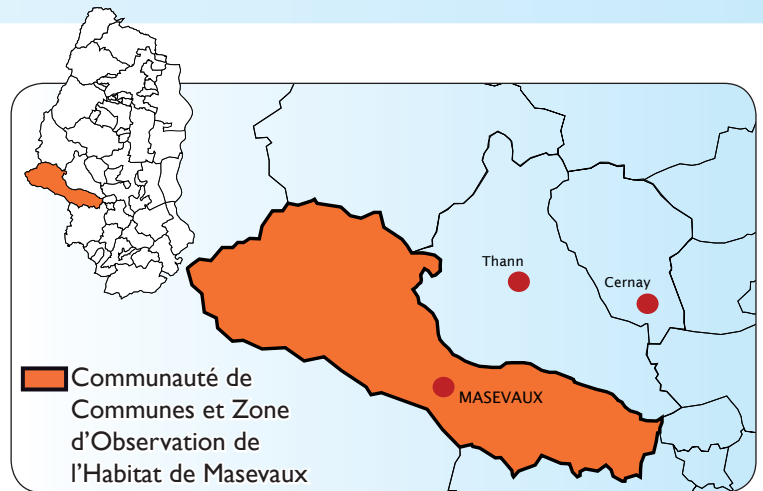 Thann
Cernay
MASEVAUX
Communauté de
Communes et Zone
d'Observation de
l'Habitat de Masevaux